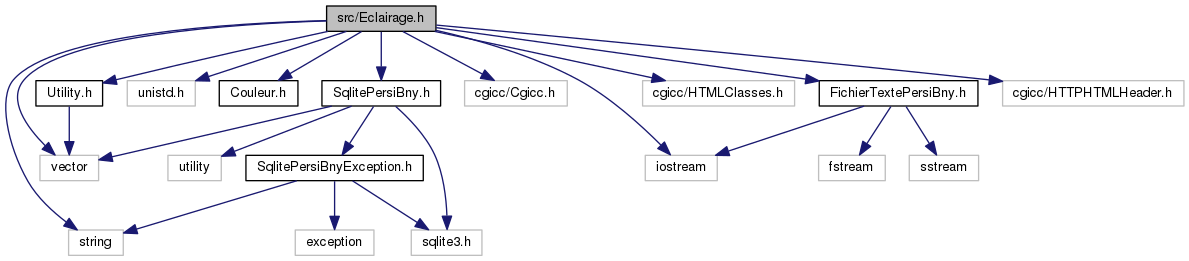 src/Eclairage.h
Utility.h
unistd.h
Couleur.h
SqlitePersiBny.h
cgicc/Cgicc.h
cgicc/HTMLClasses.h
FichierTextePersiBny.h
cgicc/HTTPHTMLHeader.h
vector
utility
SqlitePersiBnyException.h
iostream
fstream
sstream
string
exception
sqlite3.h